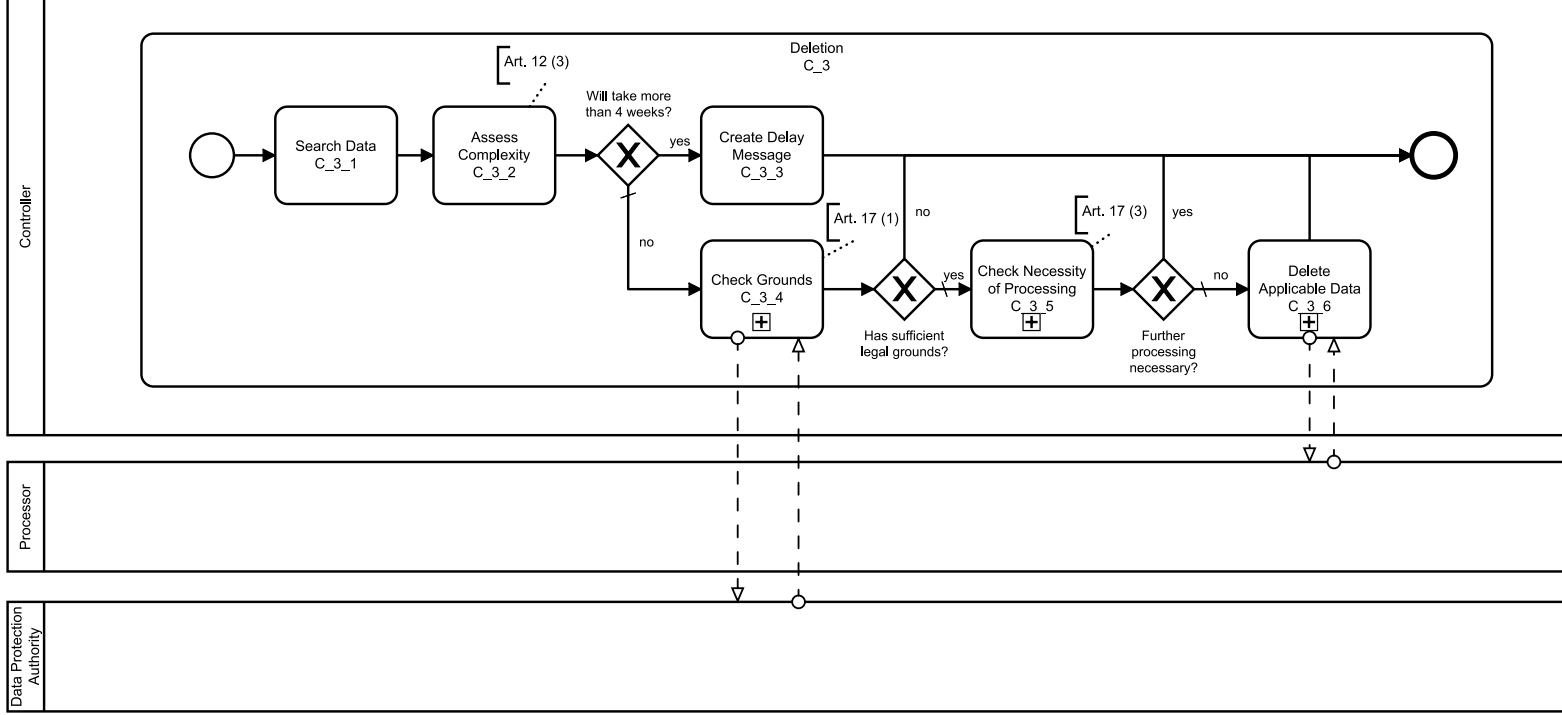 Controller
Deletion
C_3
Art. 12 (3)
Will take more
than 4 weeks?
Search Data
C_3_1
Assess
Complexity
C_3_2
yes
Create Delay
Message
C_3_3
no
Art. 17 (1)
Check Grounds
C_3_4
no
yes
Has sufficient
legal grounds?
Art. 17 (3)
Check Necessity
of Processing
C_3_5
yes
no
Further
processing
necessary?
Delete
Applicable Data
C_3_6
Processor
Data Protection
Authority